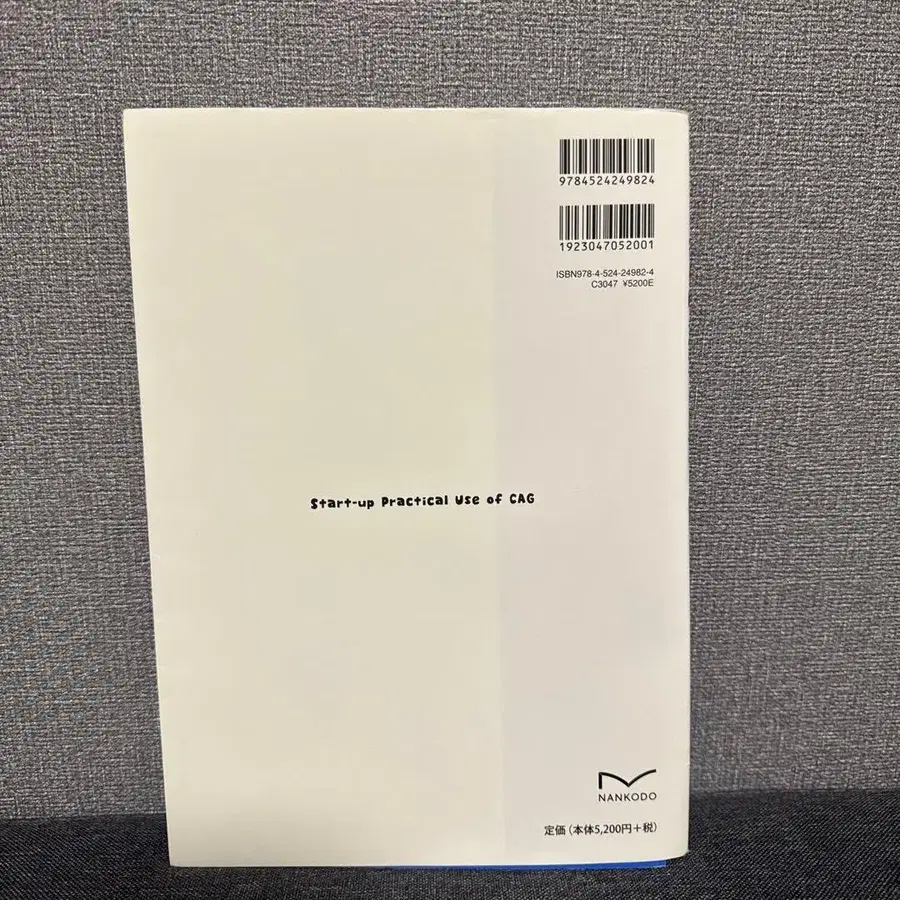 9784524249824
1923047052001
ISBN978-4-524-24982-4
C3047 ¥5200E
Start-up Practical Use of CAG
NANKODO
定価(本体5,200円+税)